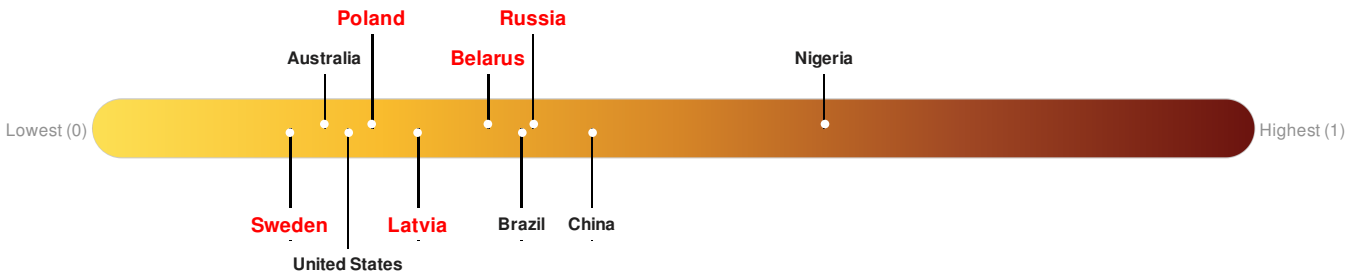 Poland
Russia
Australia
Belarus
Nigeria
Lowest (0)
Highest (1)
Sweden
Latvia
Brazil
China
United States